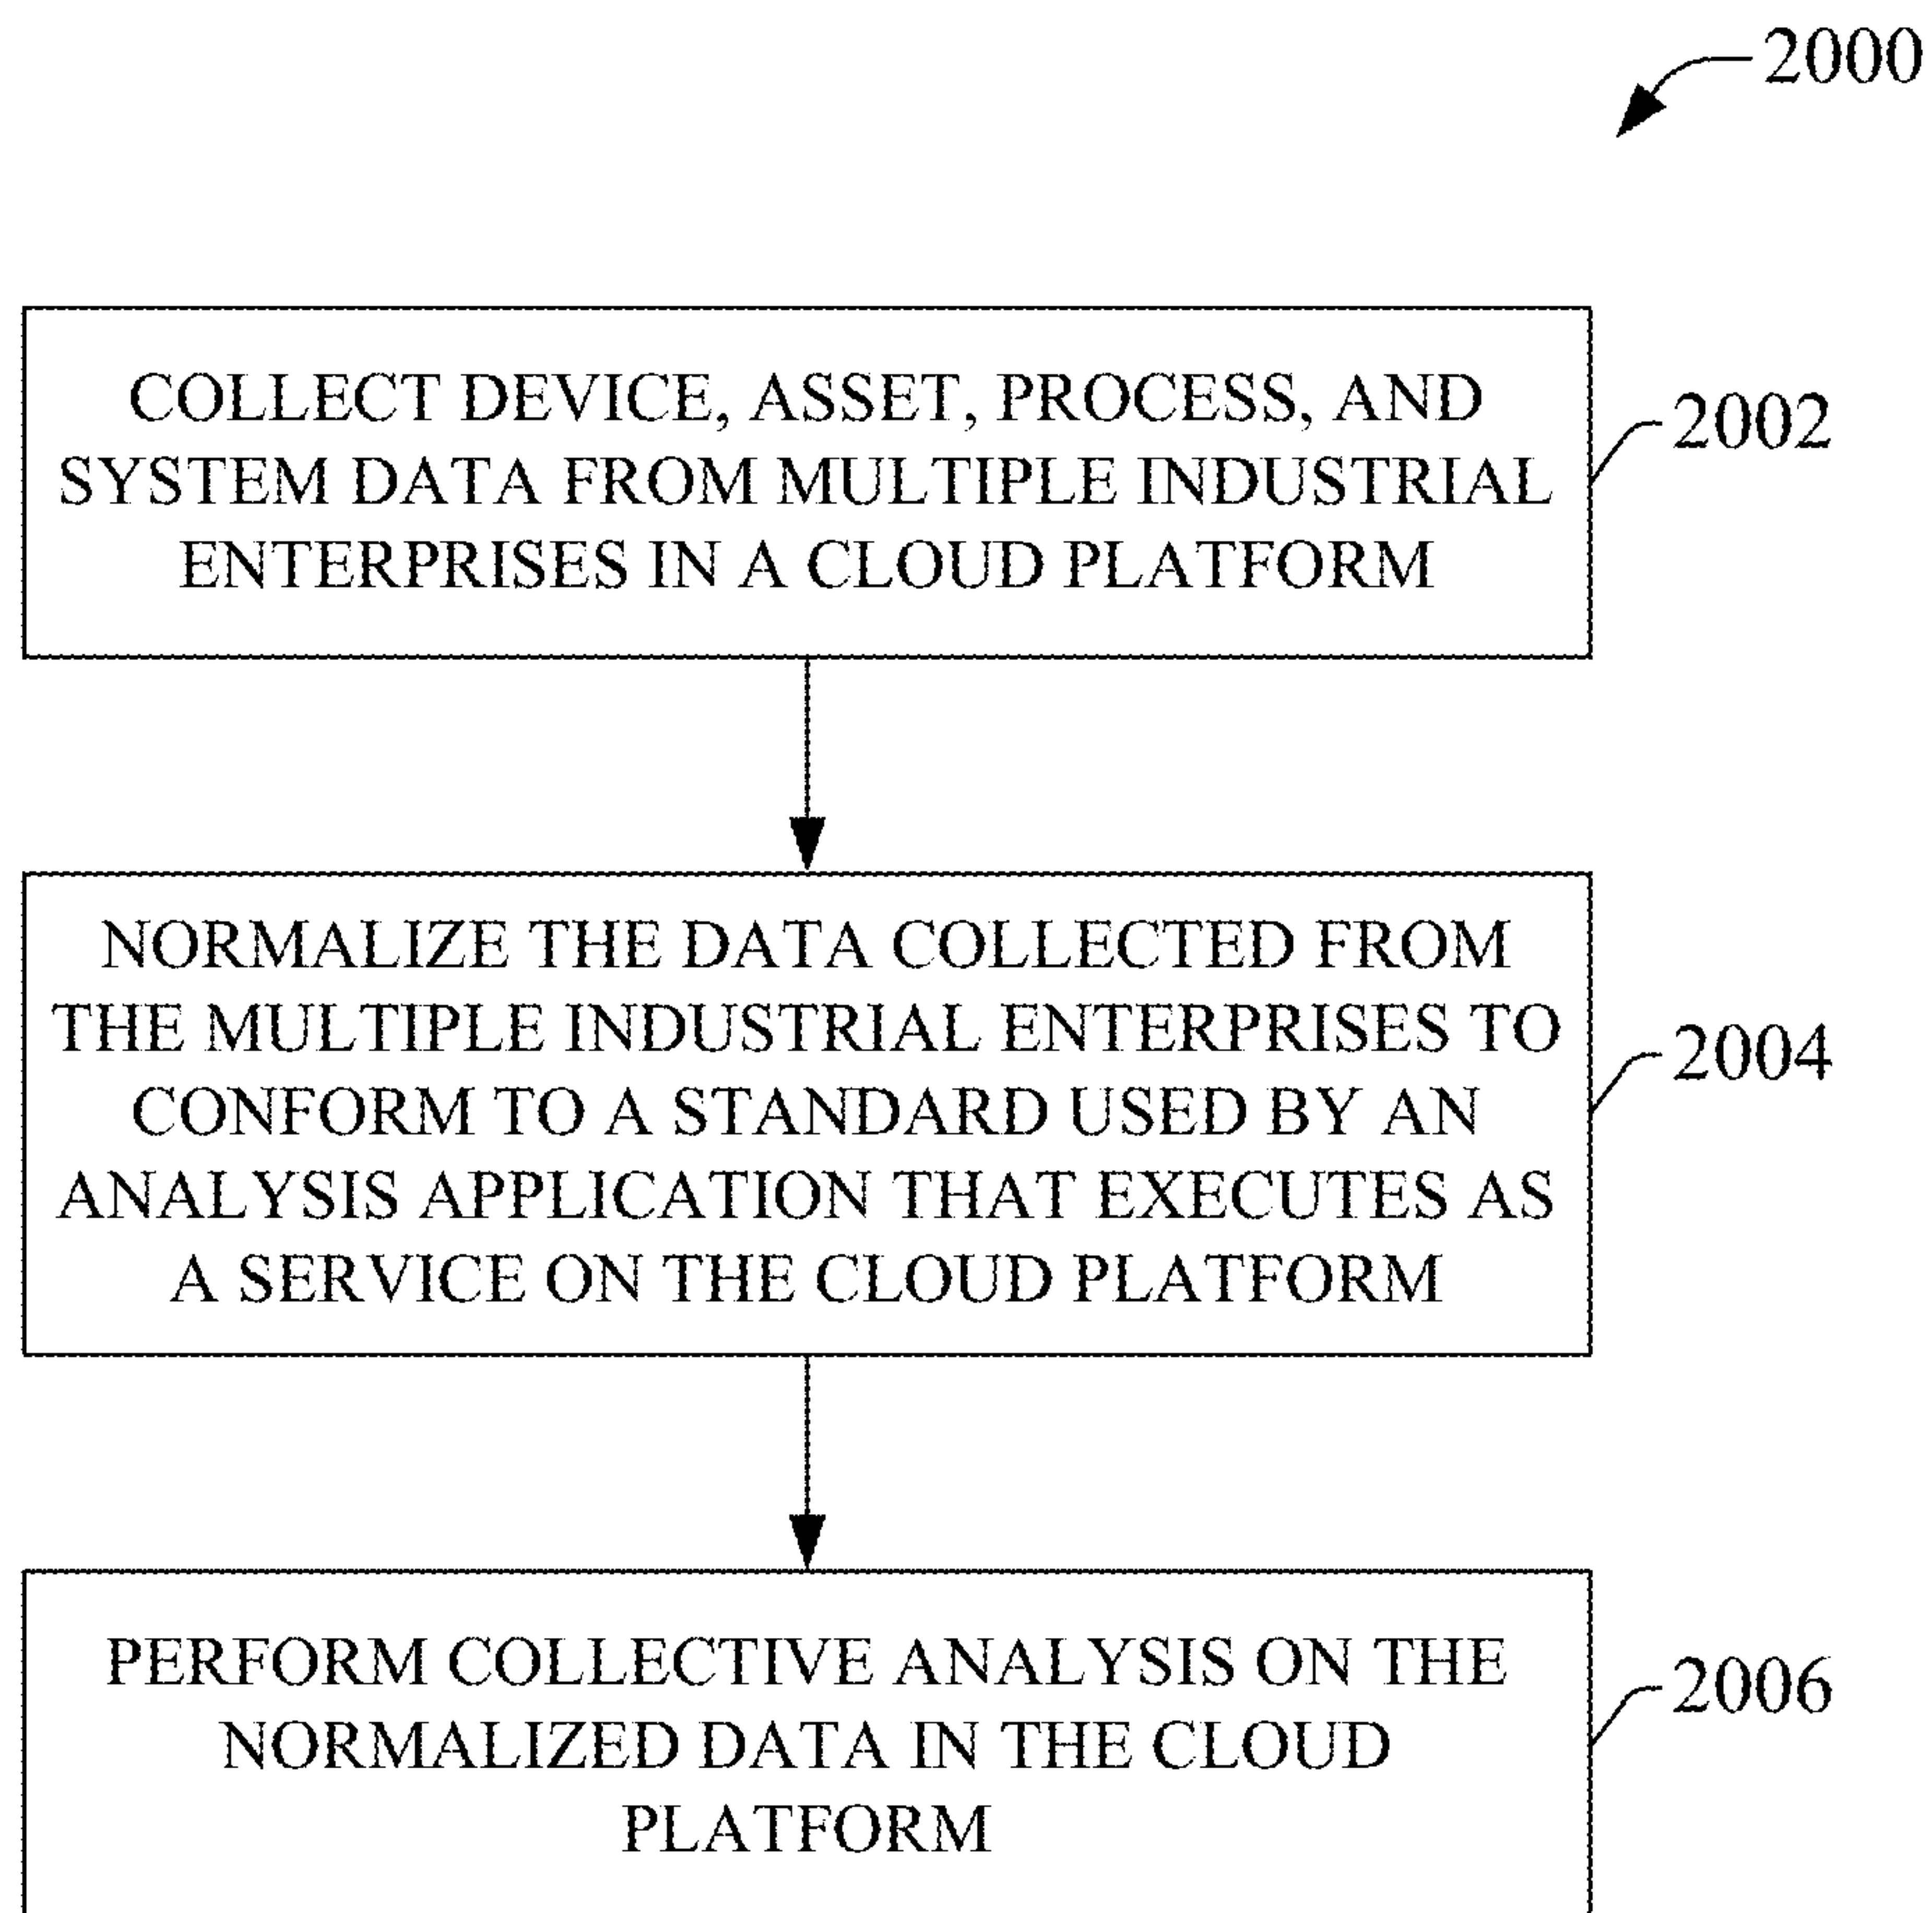 2000
COLLECT DEVICE, ASSET, PROCESS, AND
SYSTEM DATA FROM MULTIPLE INDUSTRIAL
ENTERPRISES IN A CLOUD PLATFORM
2002
NORMALIZE THE DATA COLLECTED FROM
THE MULTIPLE INDUSTRIAL ENTERPRISES TO
CONFORM TO A STANDARD USED BY AN
ANALYSIS APPLICATION THAT EXECUTES AS
A SERVICE ON THE CLOUD PLATFORM
2004
PERFORM COLLECTIVE ANALYSIS ON THE
NORMALIZED DATA IN THE CLOUD
PLATFORM
2006